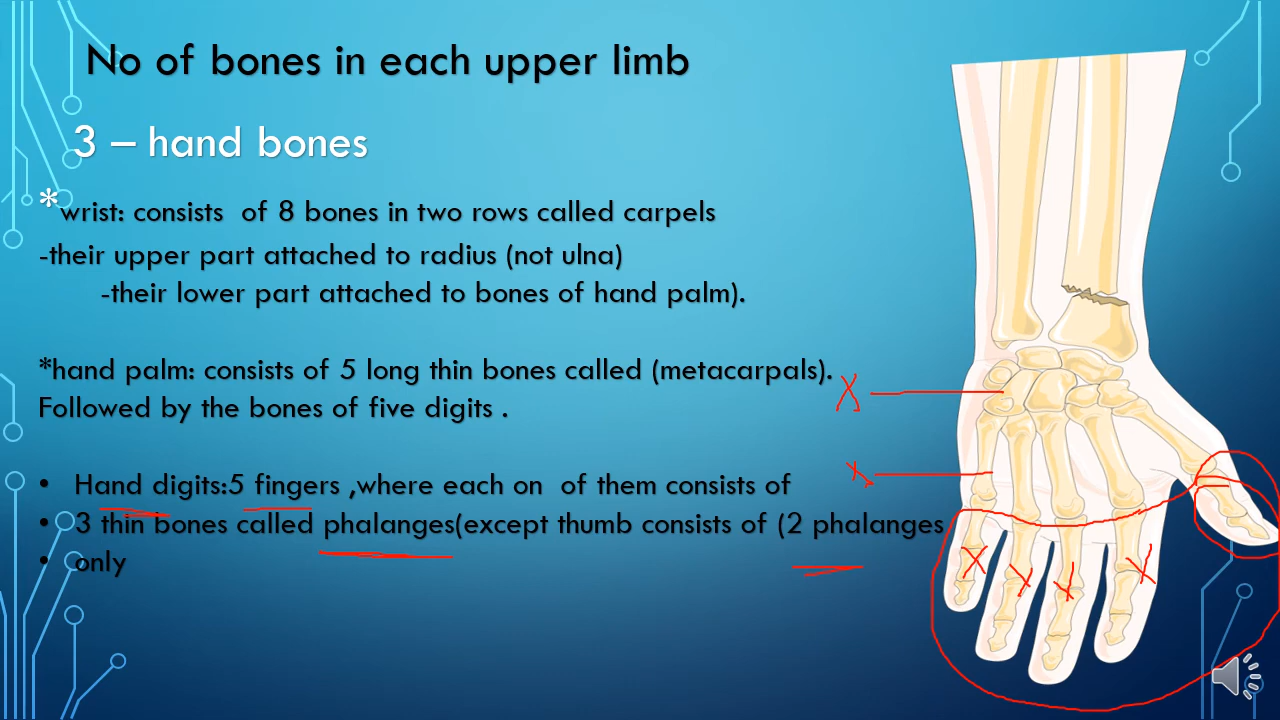 No of bones in each upper limb
3 – hand bones
*wrist: consists of 8 bones in two rows called carpels
-their upper part attached to radius (not ulna)
-their lower part attached to bones of hand palm).
*hand palm: consists of 5 long thin bones called (metacarpals).
Followed by the bones of five digits .
• Hand digits:5 fingers ,where each on of them consists of
• 3 thin bones called phalanges(except thumb consists of (2 phalanges
• only